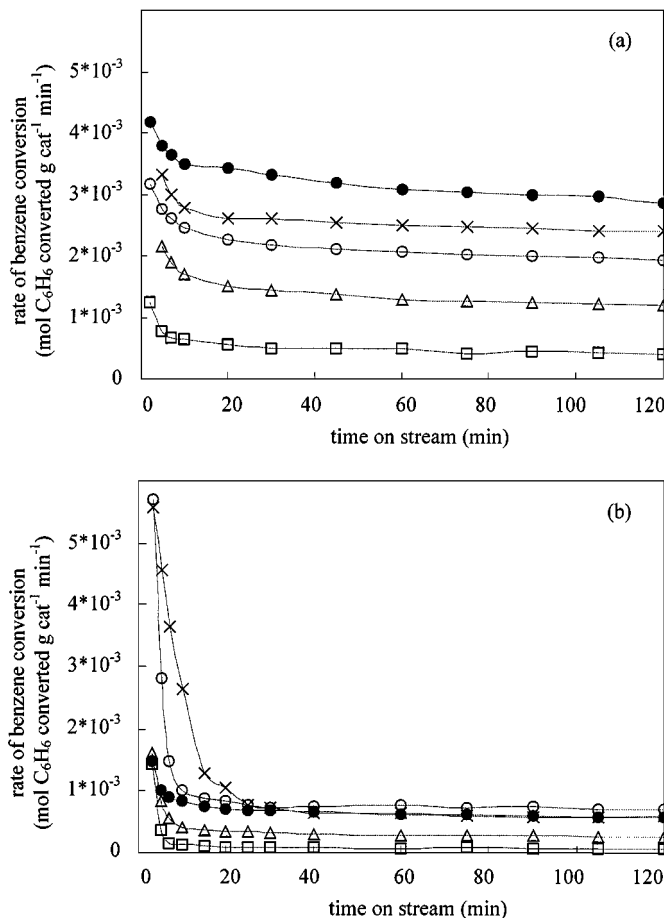 (a)
rate of benzene conversion
(mol C₆H₆ converted g cat⁻¹ min⁻¹)
5*10⁻³
4*10⁻³
3*10⁻³
2*10⁻³
1*10⁻³
0
0 20 40 60 80 100 120
time on stream (min)
(b)
rate of benzene conversion
(mol C₆H₆ converted g cat⁻¹ min⁻¹)
5*10⁻³
4*10⁻³
3*10⁻³
2*10⁻³
1*10⁻³
0
0 20 40 60 80 100 120
time on stream (min)